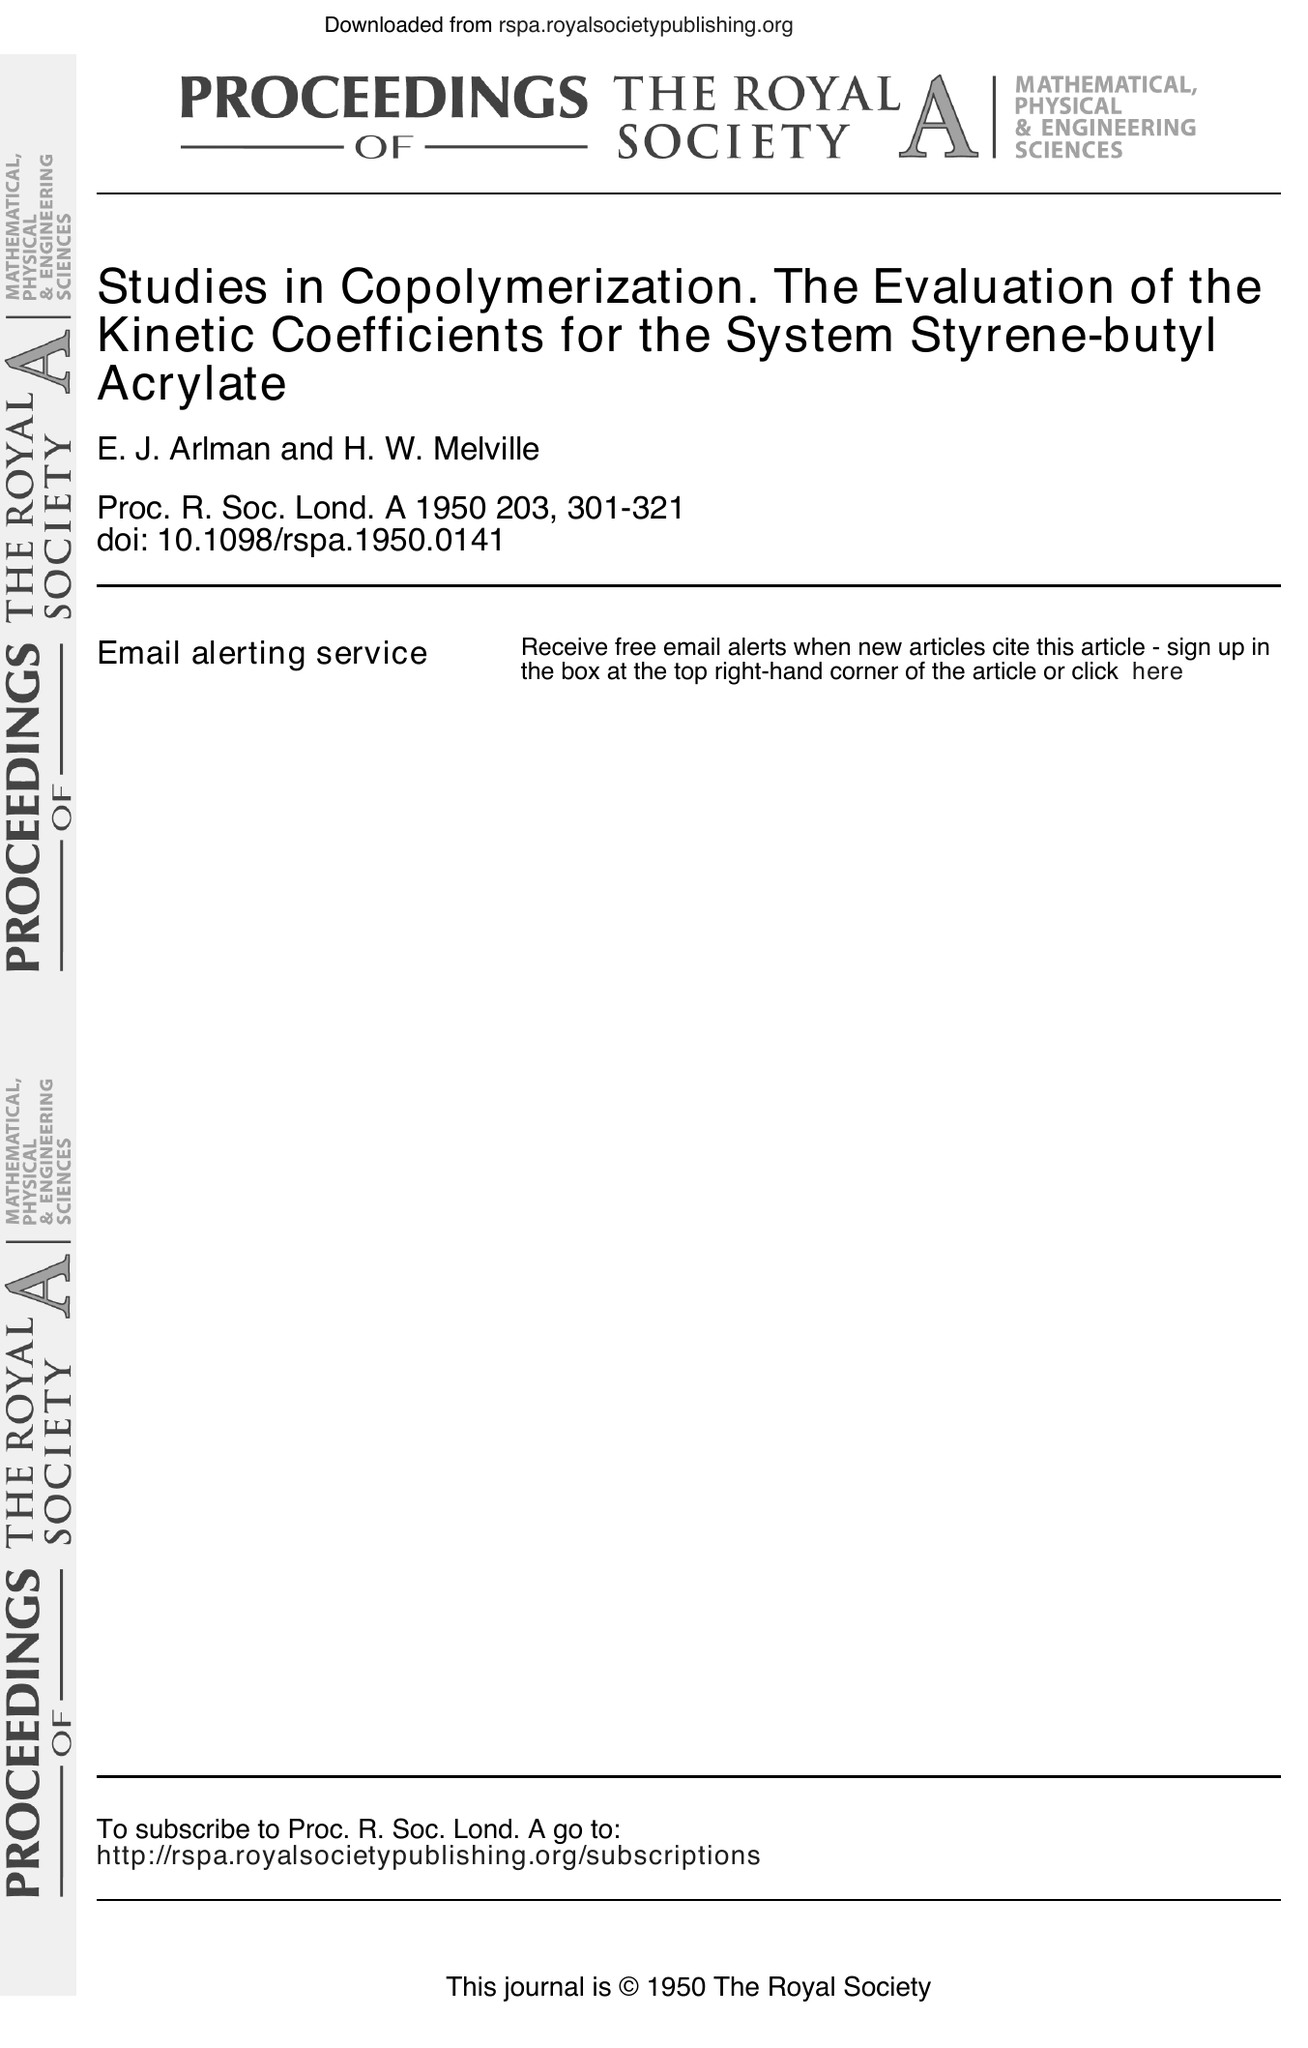 Downloaded from rspa.royalsocietypublishing.org
PROCEEDINGS OF THE ROYAL SOCIETY A
MATHEMATICAL,
PHYSICAL
& ENGINEERING
SCIENCES
Studies in Copolymerization. The Evaluation of the
Kinetic Coefficients for the System Styrene-butyl
Acrylate
E. J. Arlman and H. W. Melville
Proc. R. Soc. Lond. A 1950 203, 301-321
doi: 10.1098/rspa.1950.0141
Email alerting service
Receive free email alerts when new articles cite this article - sign up in
the box at the top right-hand corner of the article or click here
To subscribe to Proc. R. Soc. Lond. A go to:
http://rspa.royalsocietypublishing.org/subscriptions
This journal is © 1950 The Royal Society
PROCEEDINGS OF THE ROYAL SOCIETY A
MATHEMATICAL,
PHYSICAL
& ENGINEERING
SCIENCES
PROCEEDINGS OF THE ROYAL SOCIETY A
MATHEMATICAL,
PHYSICAL
& ENGINEERING
SCIENCES